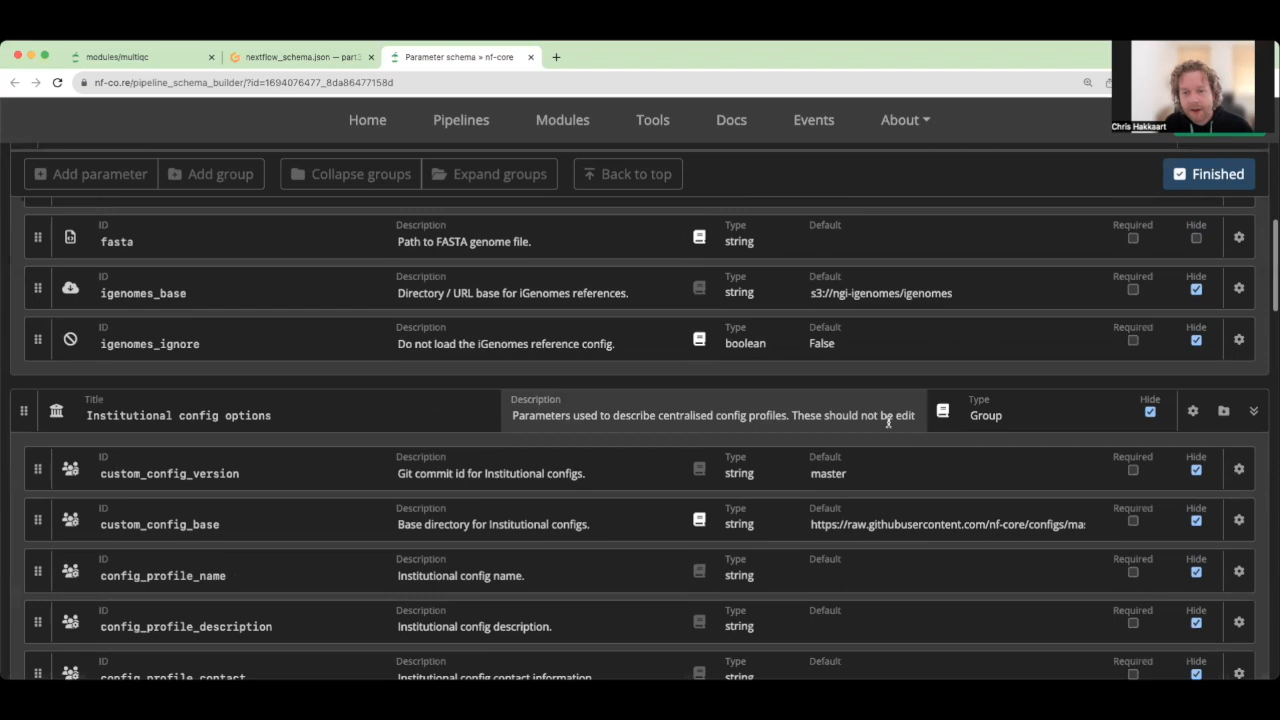 modules/multiqc
nextflow_schema.json — part
Parameter schema » nf-core
nf-co.re/pipeline_schema_builder/?id=1694076477_8da86477158d
Chris Hakkaart
Home Pipelines Modules Tools Docs Events About
Add parameter Add group Collapse groups Expand groups Back to top Finished
ID Description Type Default Required Hide
fasta Path to FASTA genome file. string
ID Description Type Default Required Hide
igenomes_base Directory / URL base for iGenomes references. string s3://ngi-igenomes/igenomes
ID Description Type Default Required Hide
igenomes_ignore Do not load the iGenomes reference config. boolean False
Title Description Type Hide
Institutional config options Parameters used to describe centralised config profiles. These should not be edit Group
ID Description Type Default Required Hide
custom_config_version Git commit id for Institutional configs. string master
ID Description Type Default Required Hide
custom_config_base Base directory for Institutional configs. string https://raw.githubusercontent.com/nf-core/configs/ma
ID Description Type Default Required Hide
config_profile_name Institutional config name. string
ID Description Type Default Required Hide
config_profile_description Institutional config description. string
ID Description Type Default Required Hide
config_profile_contact Institutional config contact information. string